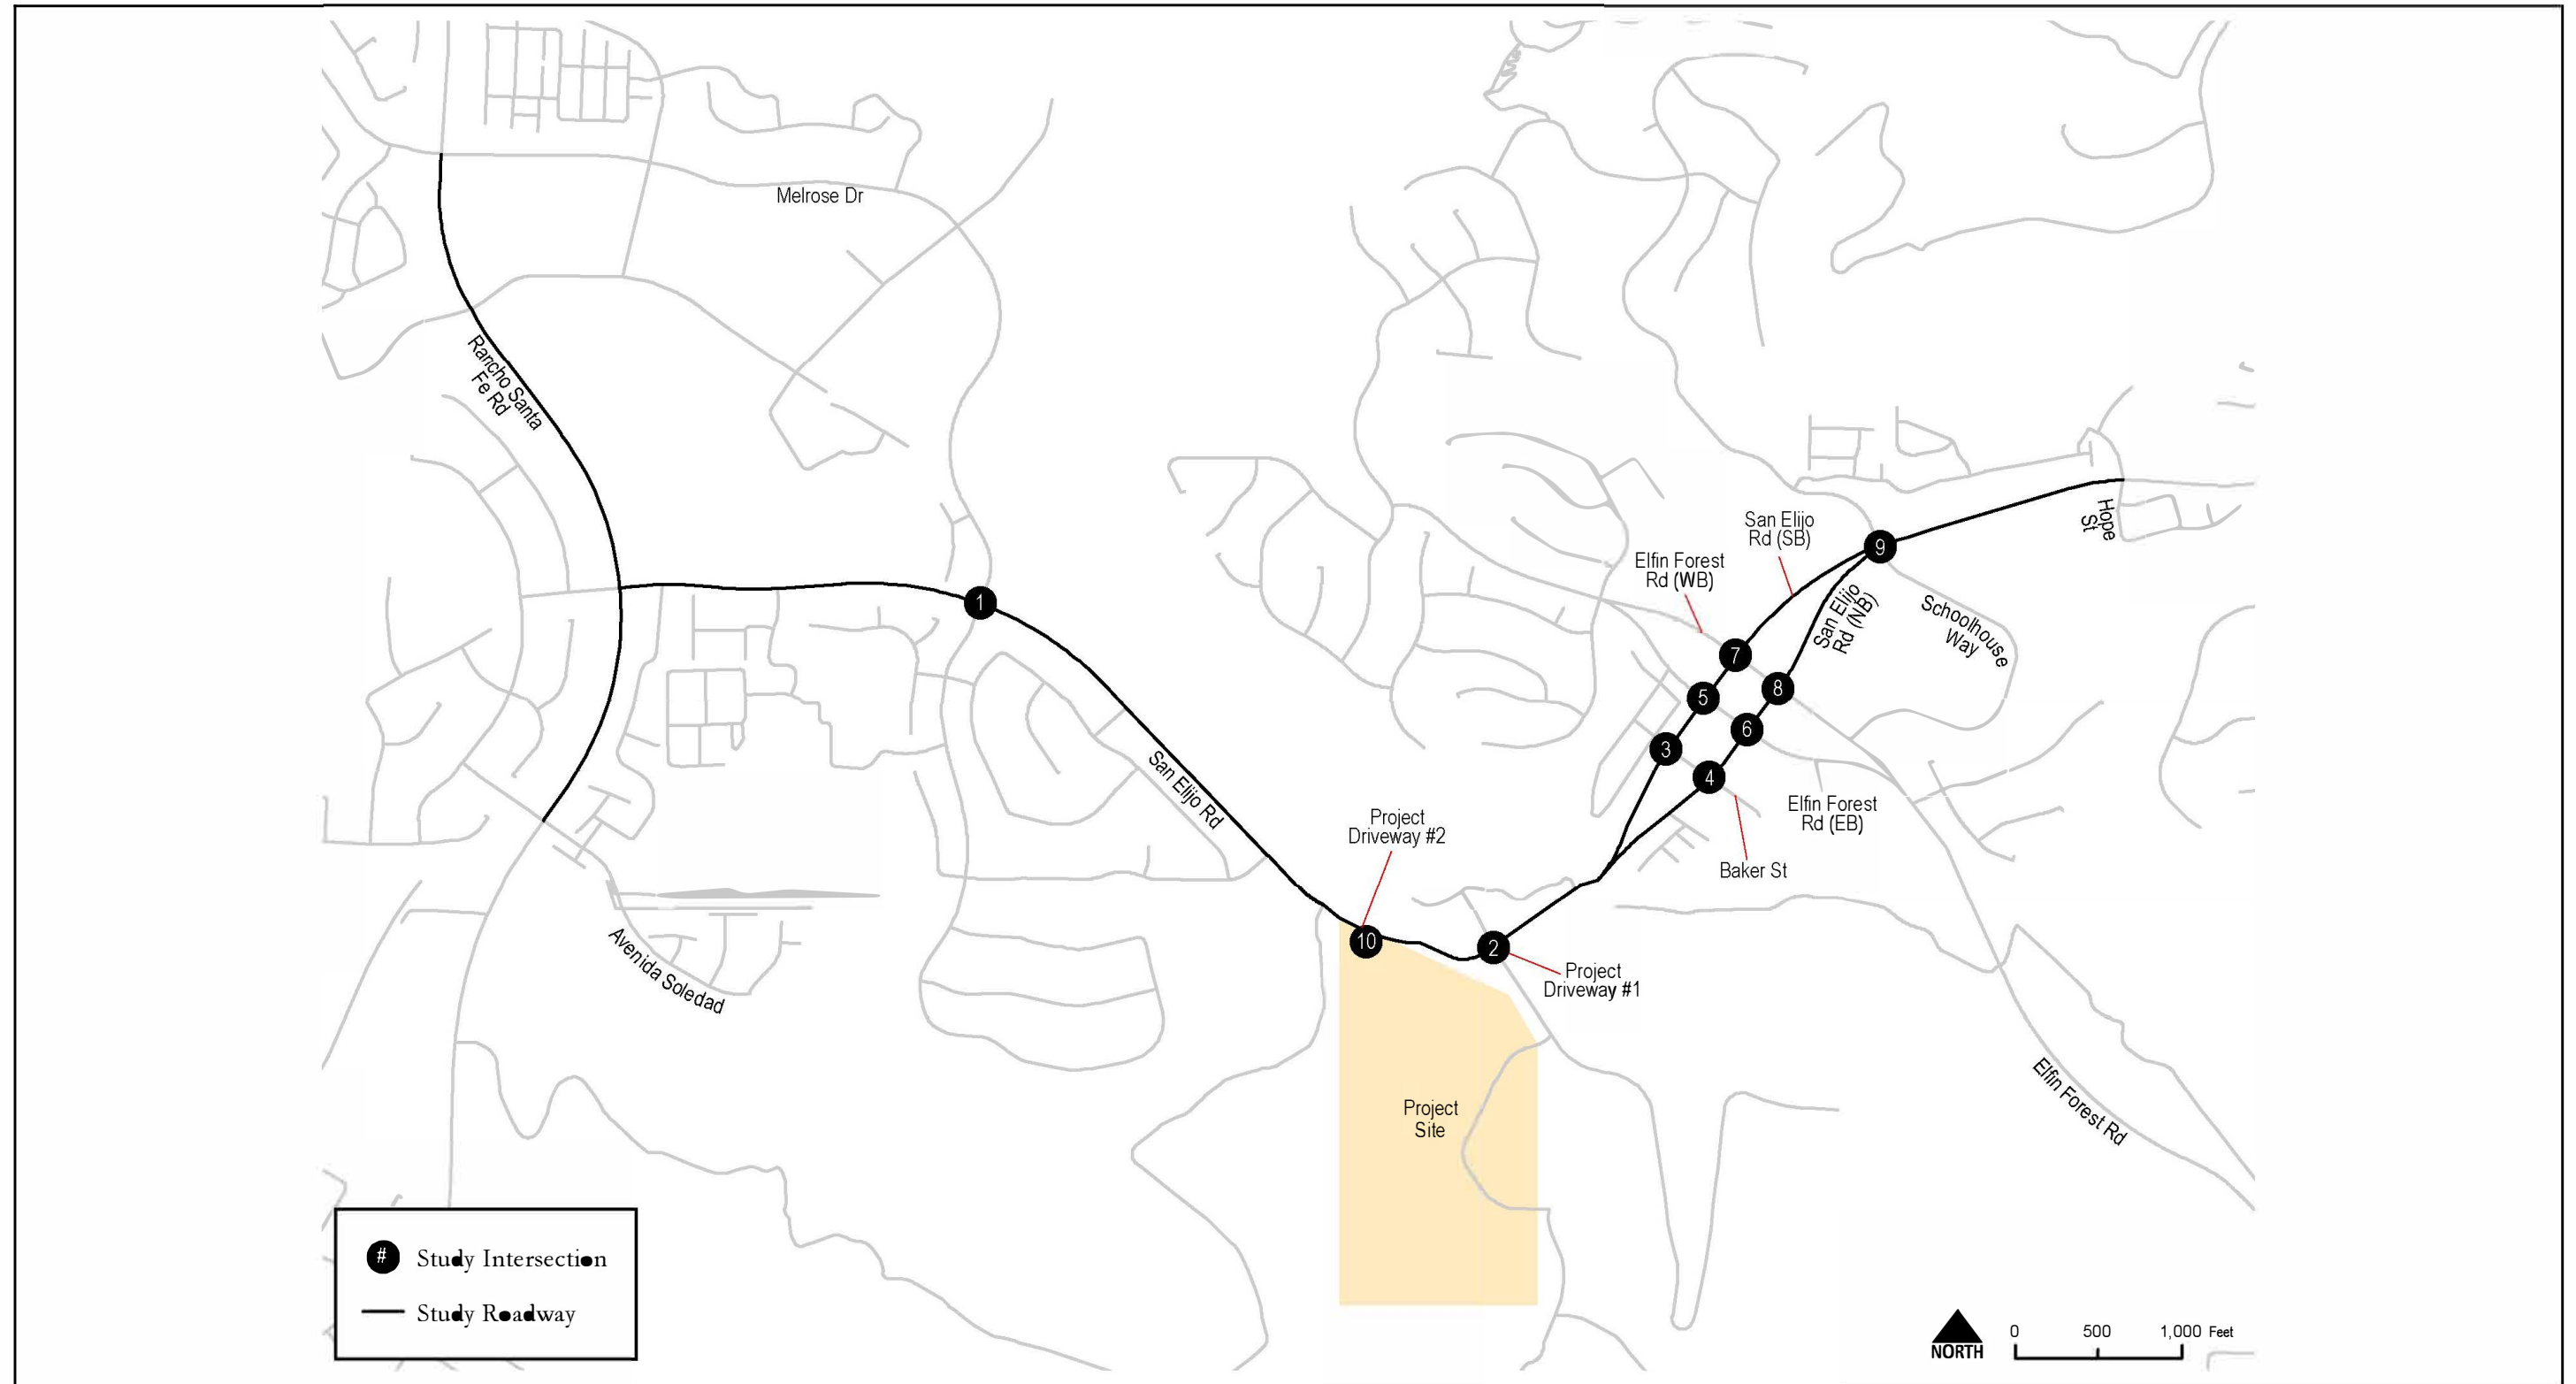 Melrose Dr
Rancho Santa
Fe Rd
San Elijo
Rd (SB)
Hope
St
Elfin Forest
Rd (WB)
9
1
San Elijo
Rd (NB)
Schoolhouse
Way
7
8
5
6
3
4
San Elijo Rd
Project
Driveway #2
Elfin Forest
Rd (EB)
Baker St
10
2
Avenida Soledad
Project
Driveway #1
Project
Site
Elfin Forest Rd
# Study Intersection
Study Roadway
NORTH
0 500 1,000 Feet